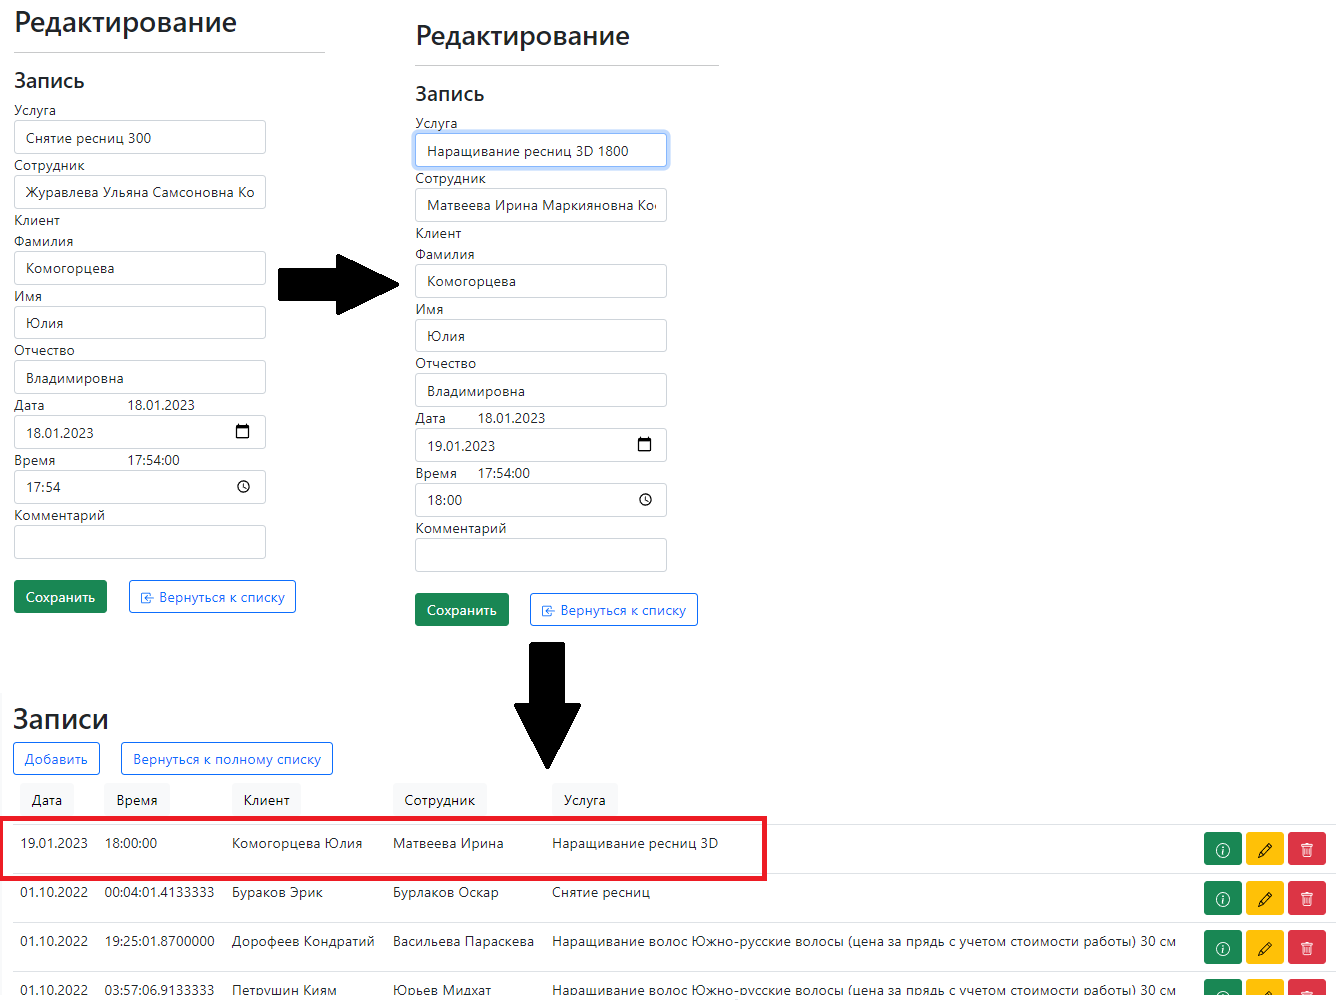 Редактирование
Запись
Услуга
Снятие ресниц 300
Сотрудник
Журавлева Ульяна Самсоновна Ко
Клиент
Фамилия
Комогорцева
Имя
Юлия
Отчество
Владимировна
Дата 18.01.2023
18.01.2023
Время 17:54:00
17:54
Комментарий
Сохранить Вернуться к списку
Редактирование
Запись
Услуга
Наращивание ресниц 3D 1800
Сотрудник
Матвеева Ирина Маркияновна Ко
Клиент
Фамилия
Комогорцева
Имя
Юлия
Отчество
Владимировна
Дата 18.01.2023
19.01.2023
Время 17:54:00
18:00
Комментарий
Сохранить Вернуться к списку
Записи
Добавить Вернуться к полному списку
Дата Время Клиент Сотрудник Услуга
19.01.2023 18:00:00 Комогорцева Юлия Матвеева Ирина Наращивание ресниц 3D
01.10.2022 00:04:01.4133333 Бураков Эрик Бурлаков Оскар Снятие ресниц
01.10.2022 19:25:01.8700000 Дорофеев Кондратий Васильева Параскева Наращивание волос Южно-русские волосы (цена за прядь с учетом стоимости работы) 30 см
01.10.2022 03:57:06.9133333 Петрушин Киям Юрьев Мидхат Наращивание волос Южно-русские волосы (цена за прядь с учетом стоимости работы) 30 см